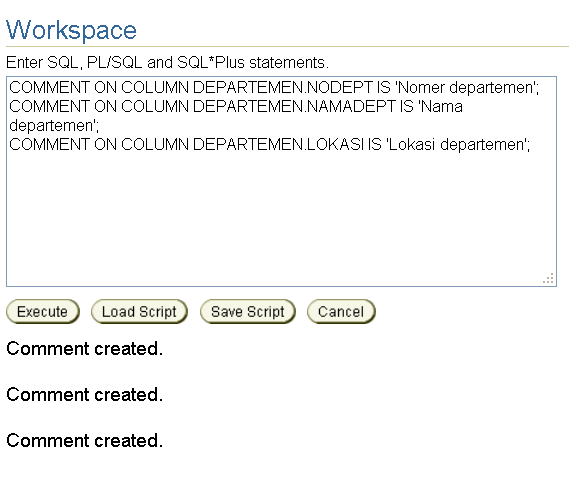 Workspace
Enter SQL, PL/SQL and SQL*Plus statements.
COMMENT ON COLUMN DEPARTEMEN.NODEPT IS 'Nomer departemen';
COMMENT ON COLUMN DEPARTEMEN.NAMADEPT IS 'Nama
departemen';
COMMENT ON COLUMN DEPARTEMEN.LOKASI IS 'Lokasi departemen';
Execute Load Script Save Script Cancel
Comment created.
Comment created.
Comment created.